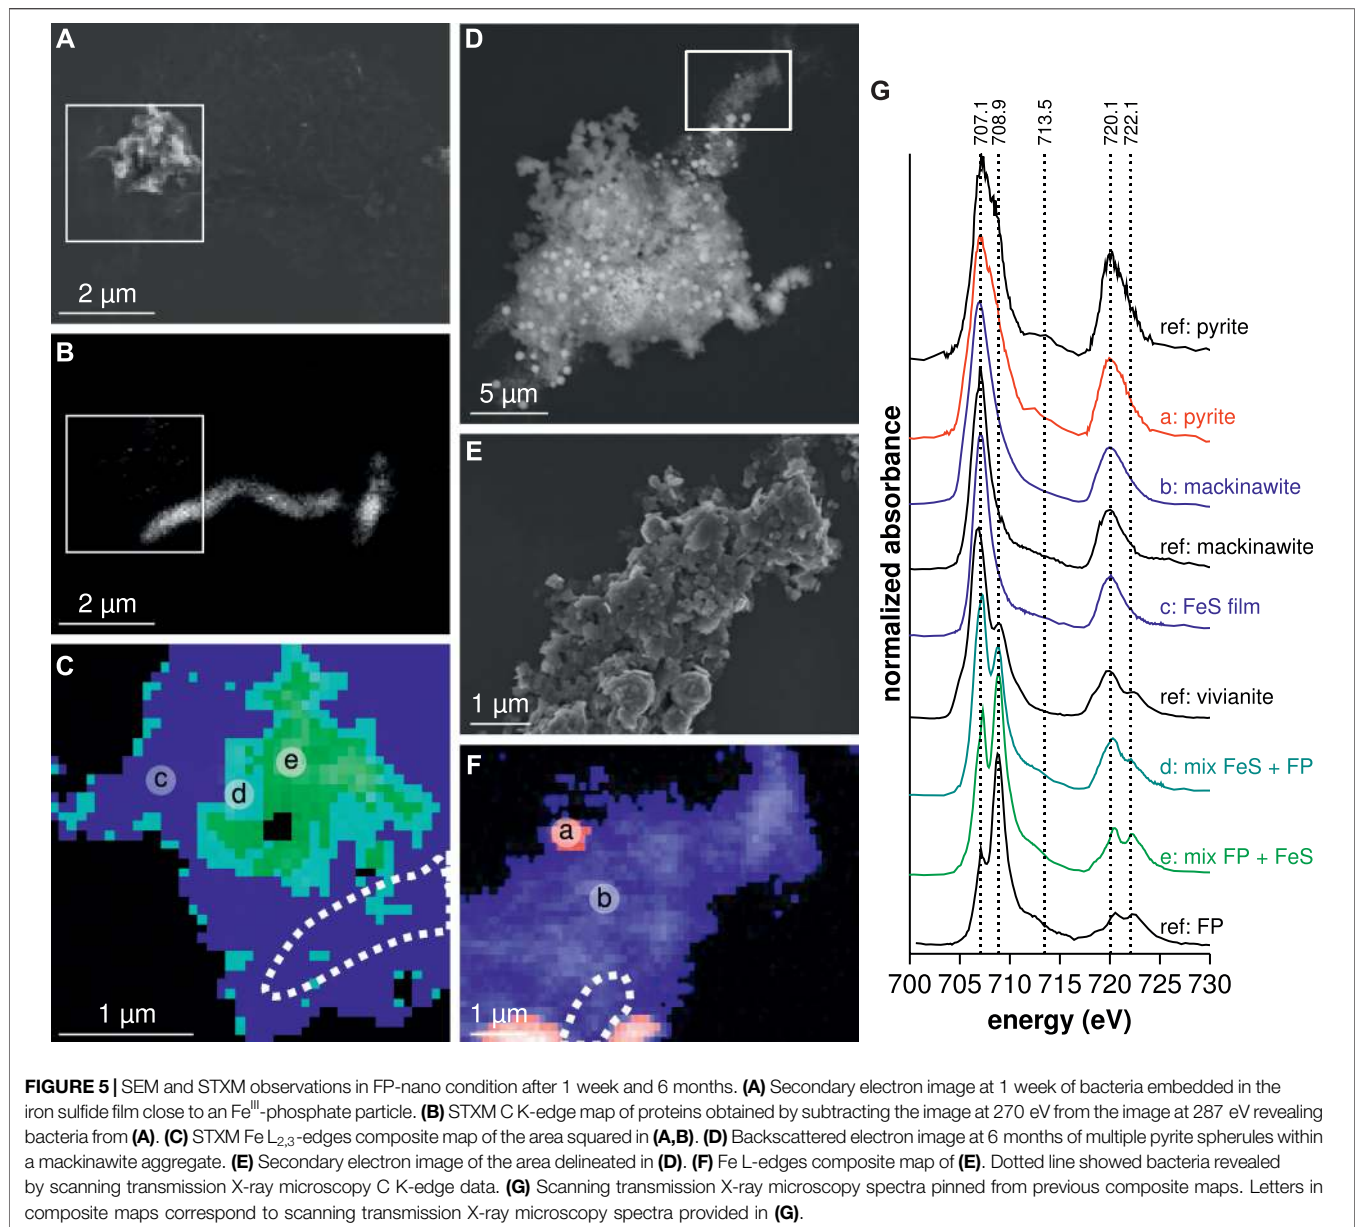 A
2 µm
B
2 µm
C
c
d
e
1 µm
D
5 µm
E
1 µm
F
a
b
1 µm
G
707.1
708.9
713.5
720.1
722.1
ref: pyrite
a: pyrite
b: mackinawite
ref: mackinawite
c: FeS film
ref: vivianite
d: mix FeS + FP
e: mix FP + FeS
ref: FP
normalized absorbance
700 705 710 715 720 725 730
energy (eV)
FIGURE 5 | SEM and STXM observations in FP-nano condition after 1 week and 6 months. (A) Secondary electron image at 1 week of bacteria embedded in the
iron sulfide film close to an Fe^III-phosphate particle. (B) STXM C K-edge map of proteins obtained by subtracting the image at 270 eV from the image at 287 eV revealing
bacteria from (A). (C) STXM Fe L2,3-edges composite map of the area squared in (A,B). (D) Backscattered electron image at 6 months of multiple pyrite spherules within
a mackinawite aggregate. (E) Secondary electron image of the area delineated in (D). (F) Fe L-edges composite map of (E). Dotted line showed bacteria revealed
by scanning transmission X-ray microscopy C K-edge data. (G) Scanning transmission X-ray microscopy spectra pinned from previous composite maps. Letters in
composite maps correspond to scanning transmission X-ray microscopy spectra provided in (G).